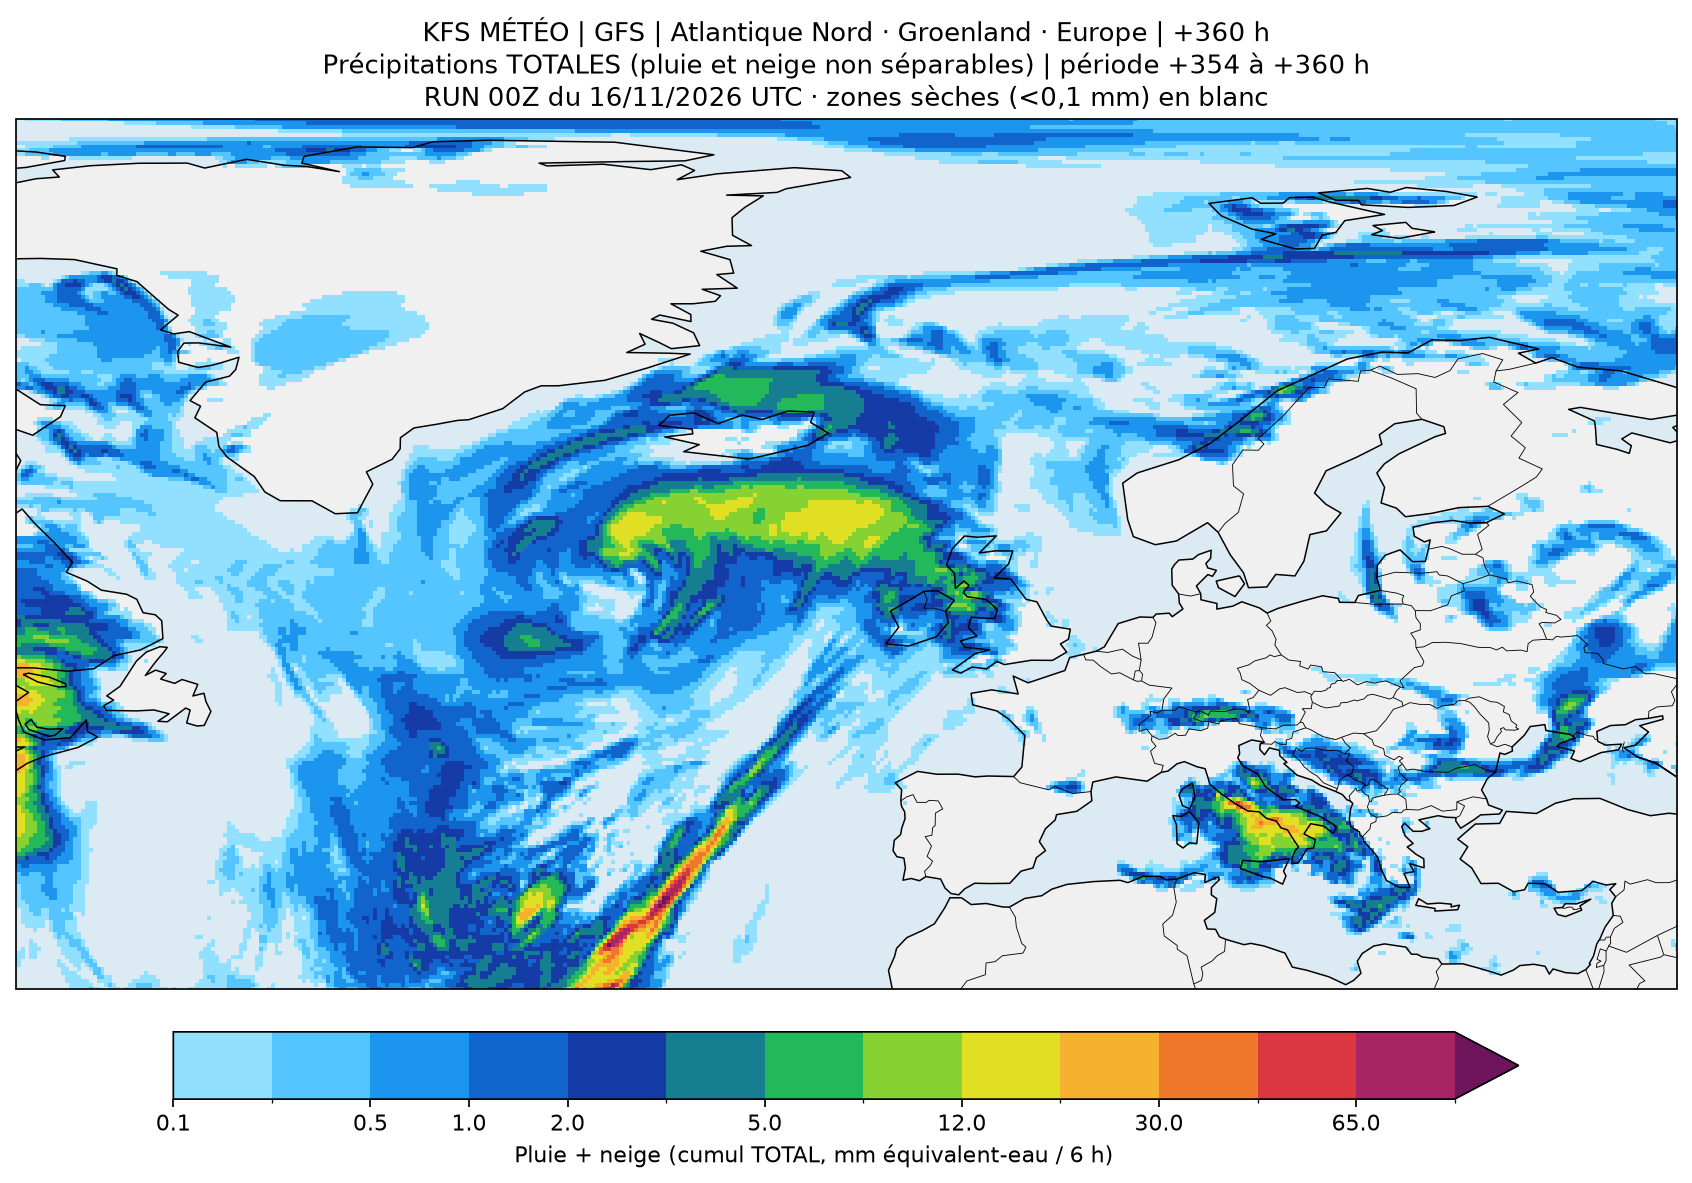 KFS MÉTÉO | GFS | Atlantique Nord · Groenland · Europe | +360 h
Précipitations TOTALES (pluie et neige non séparables) | période +354 à +360 h
RUN 00Z du 16/11/2026 UTC · zones sèches (<0,1 mm) en blanc
0.1 0.5 1.0 2.0 5.0 12.0 30.0 65.0
Pluie + neige (cumul TOTAL, mm équivalent-eau / 6 h)